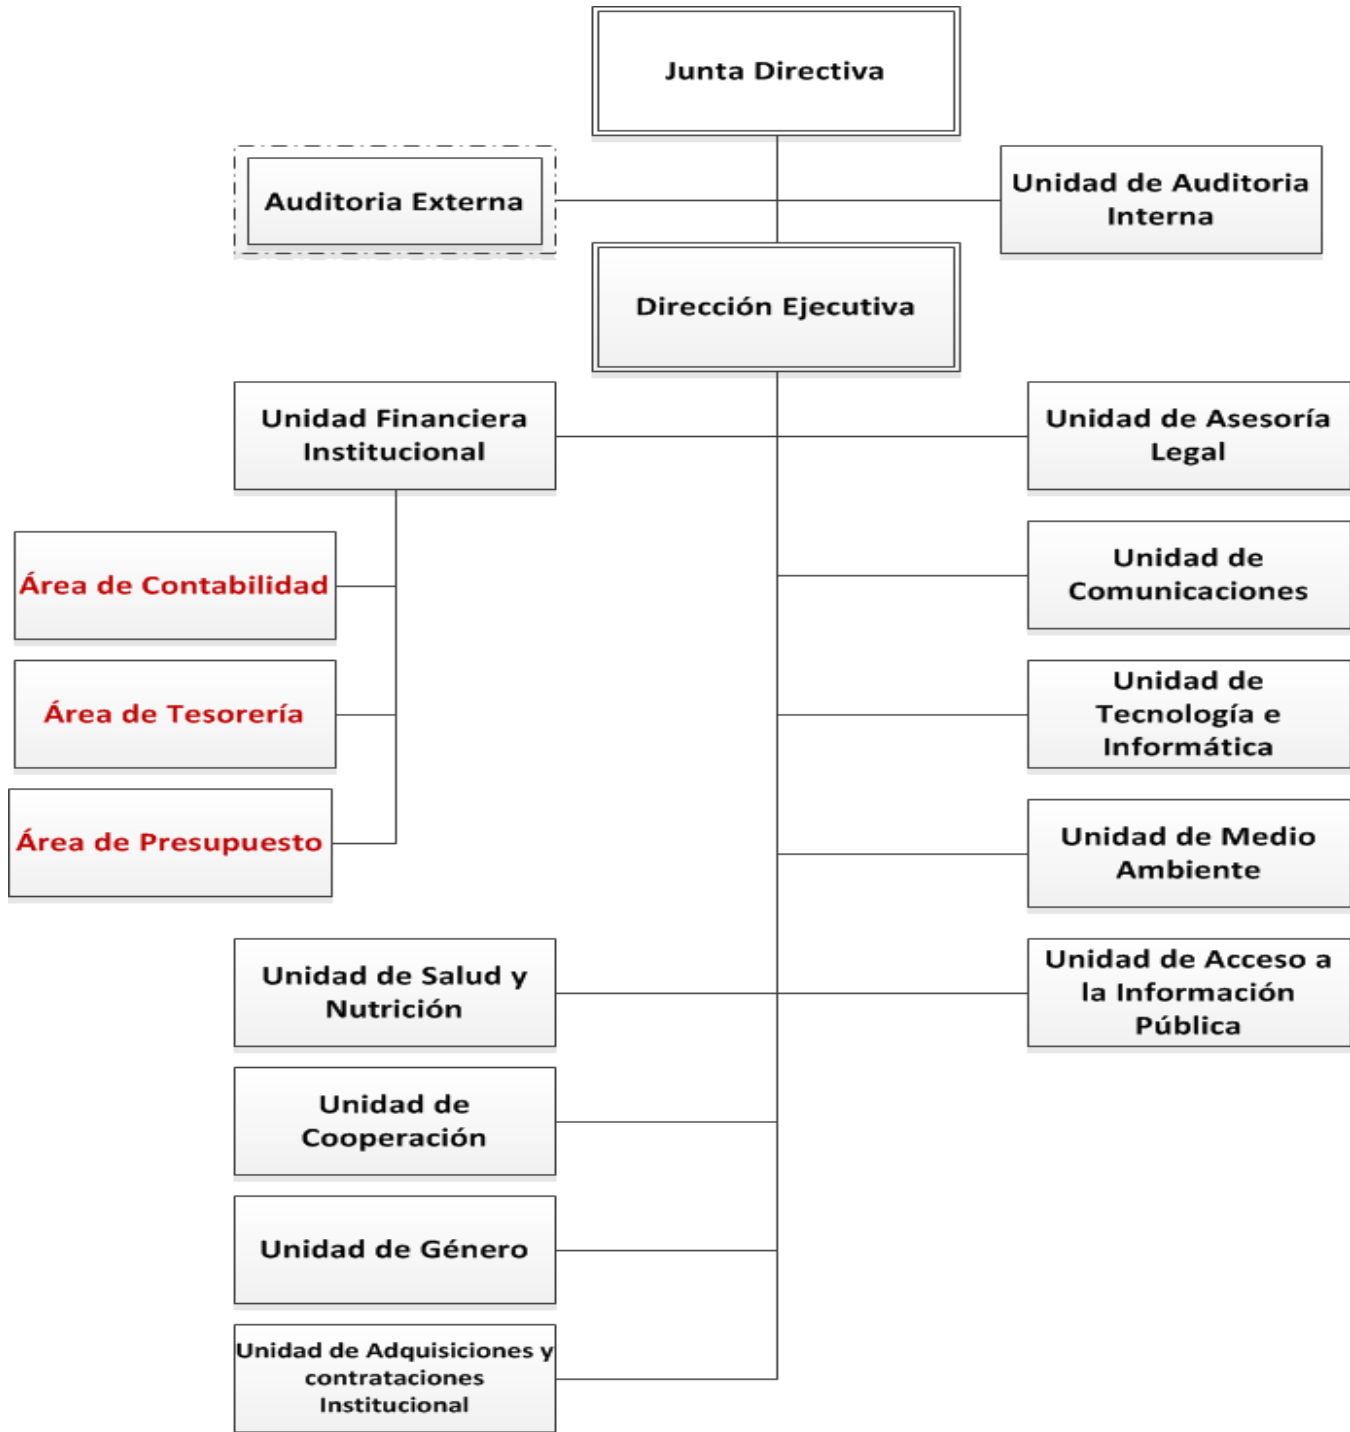 Junta Directiva
Auditoria Externa
Unidad de Auditoria
Interna
Dirección Ejecutiva
Unidad Financiera
Institucional
Unidad de Asesoría
Legal
Área de Contabilidad
Unidad de
Comunicaciones
Área de Tesorería
Unidad de
Tecnología e
Informática
Área de Presupuesto
Unidad de Medio
Ambiente
Unidad de Salud y
Nutrición
Unidad de Acceso a
la Información
Pública
Unidad de
Cooperación
Unidad de Género
Unidad de Adquisiciones y
contrataciones
Institucional